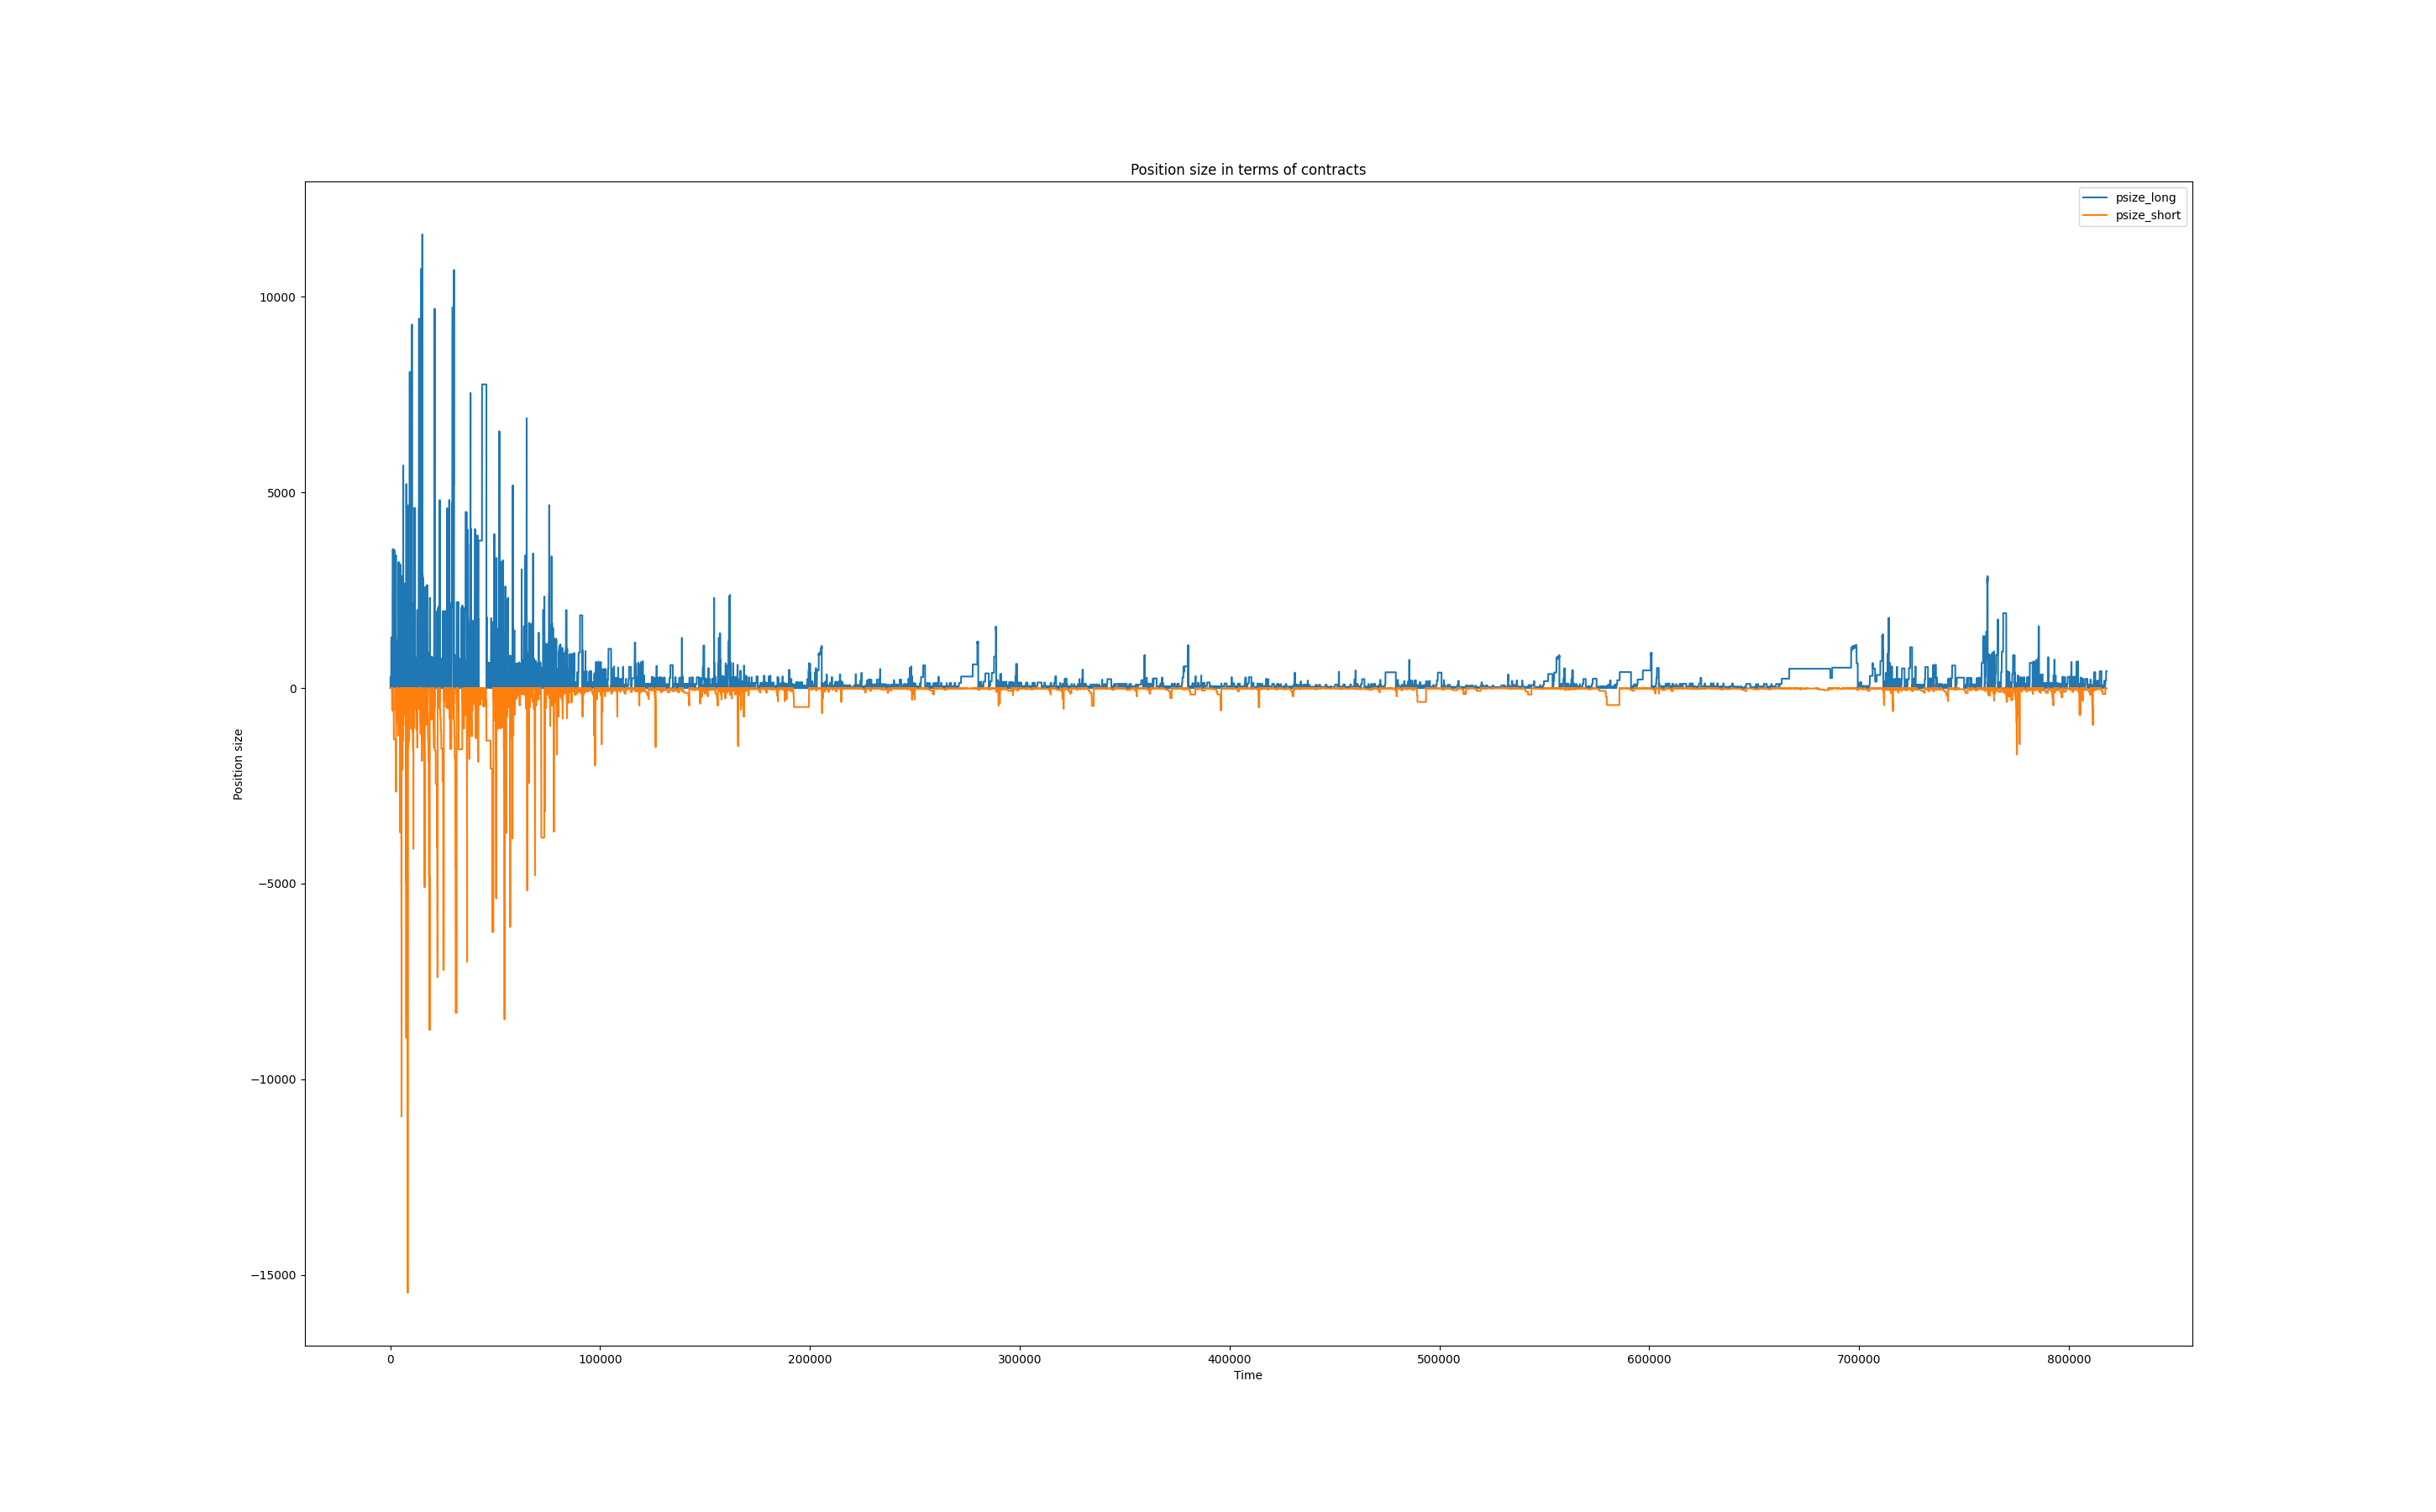 Position size in terms of contracts
psize_long
psize_short
10000
5000
0
−5000
−10000
−15000
Position size
0 100000 200000 300000 400000 500000 600000 700000 800000
Time